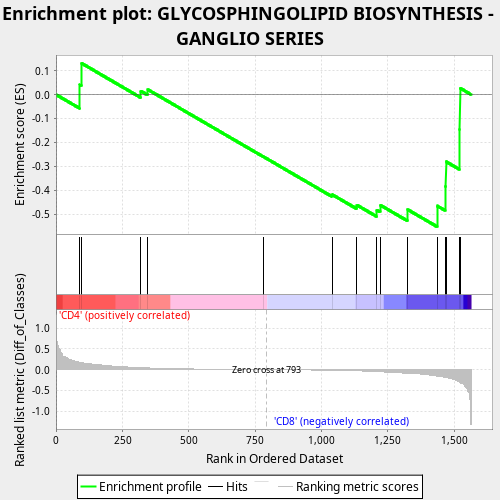 Enrichment plot: GLYCOSPHINGOLIPID BIOSYNTHESIS -
GANGLIO SERIES
Enrichment score (ES)
0.1
0.0
-0.1
-0.2
-0.3
-0.4
-0.5
'CD4' (positively correlated)
Ranked list metric (Diff_of_Classes)
1.0
0.5
0.0
-0.5
-1.0
Zero cross at 793
'CD8' (negatively correlated)
0 250 500 750 1,000 1,250 1,500
Rank in Ordered Dataset
Enrichment profile Hits Ranking metric scores